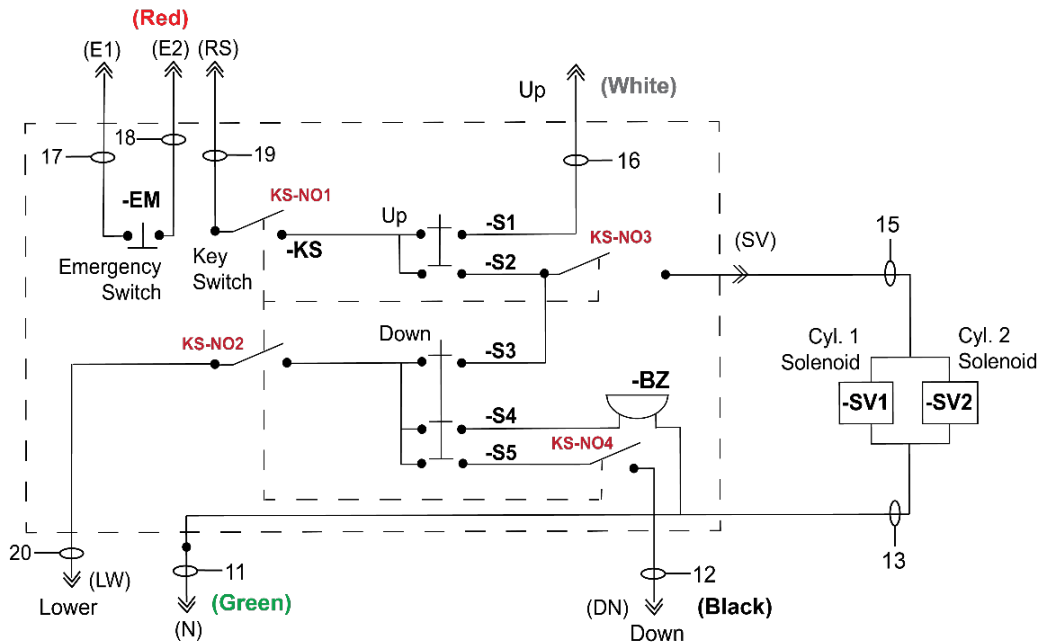 (Red)
(E1)
(E2)
(RS)
Up
(White)
17
18
19
16
-EM
KS-NO1
Up
-S1
KS-NO3
(SV)
15
Emergency
Switch
Key
Switch
-KS
-S2
KS-NO2
Down
-S3
Cyl. 1
Solenoid
Cyl. 2
Solenoid
-BZ
-SV1
-SV2
-S4
-S5
KS-NO4
20
(LW)
Lower
11
(Green)
(N)
12
(DN)
(Black)
Down
13